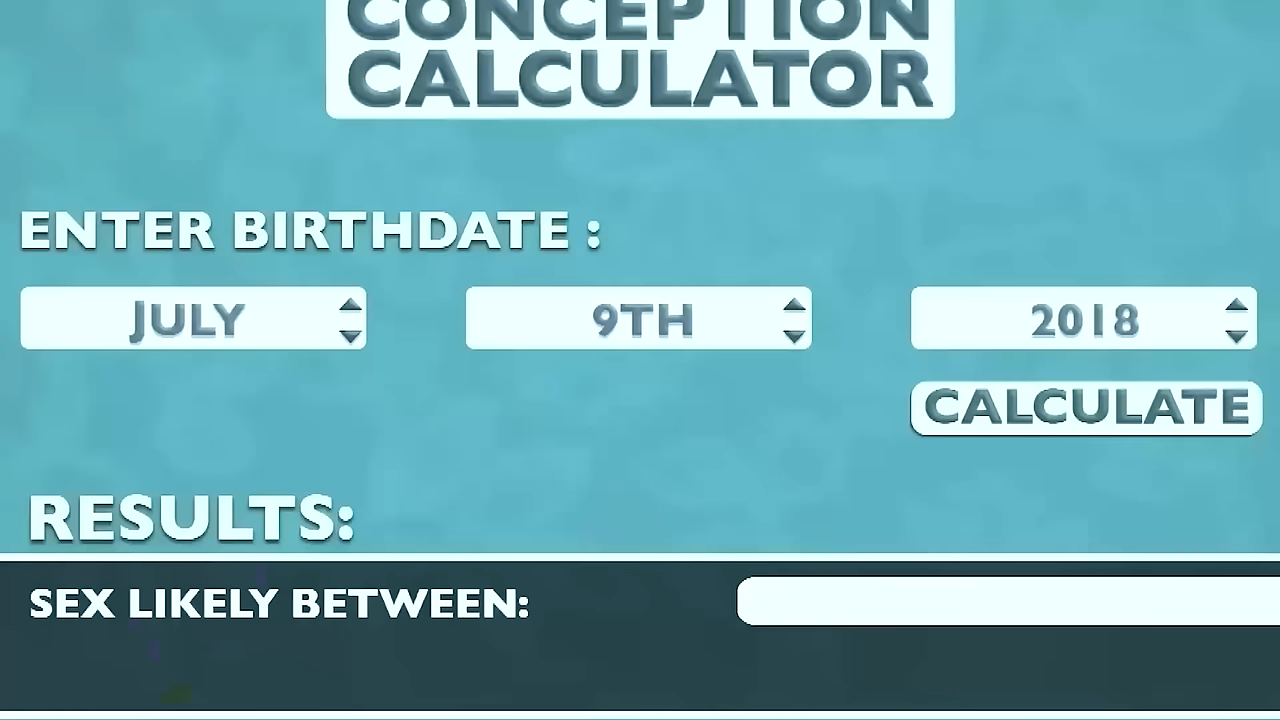 CONCEPTION
CALCULATOR
ENTER BIRTHDATE :
JULY 9TH 2018
CALCULATE
RESULTS:
SEX LIKELY BETWEEN: